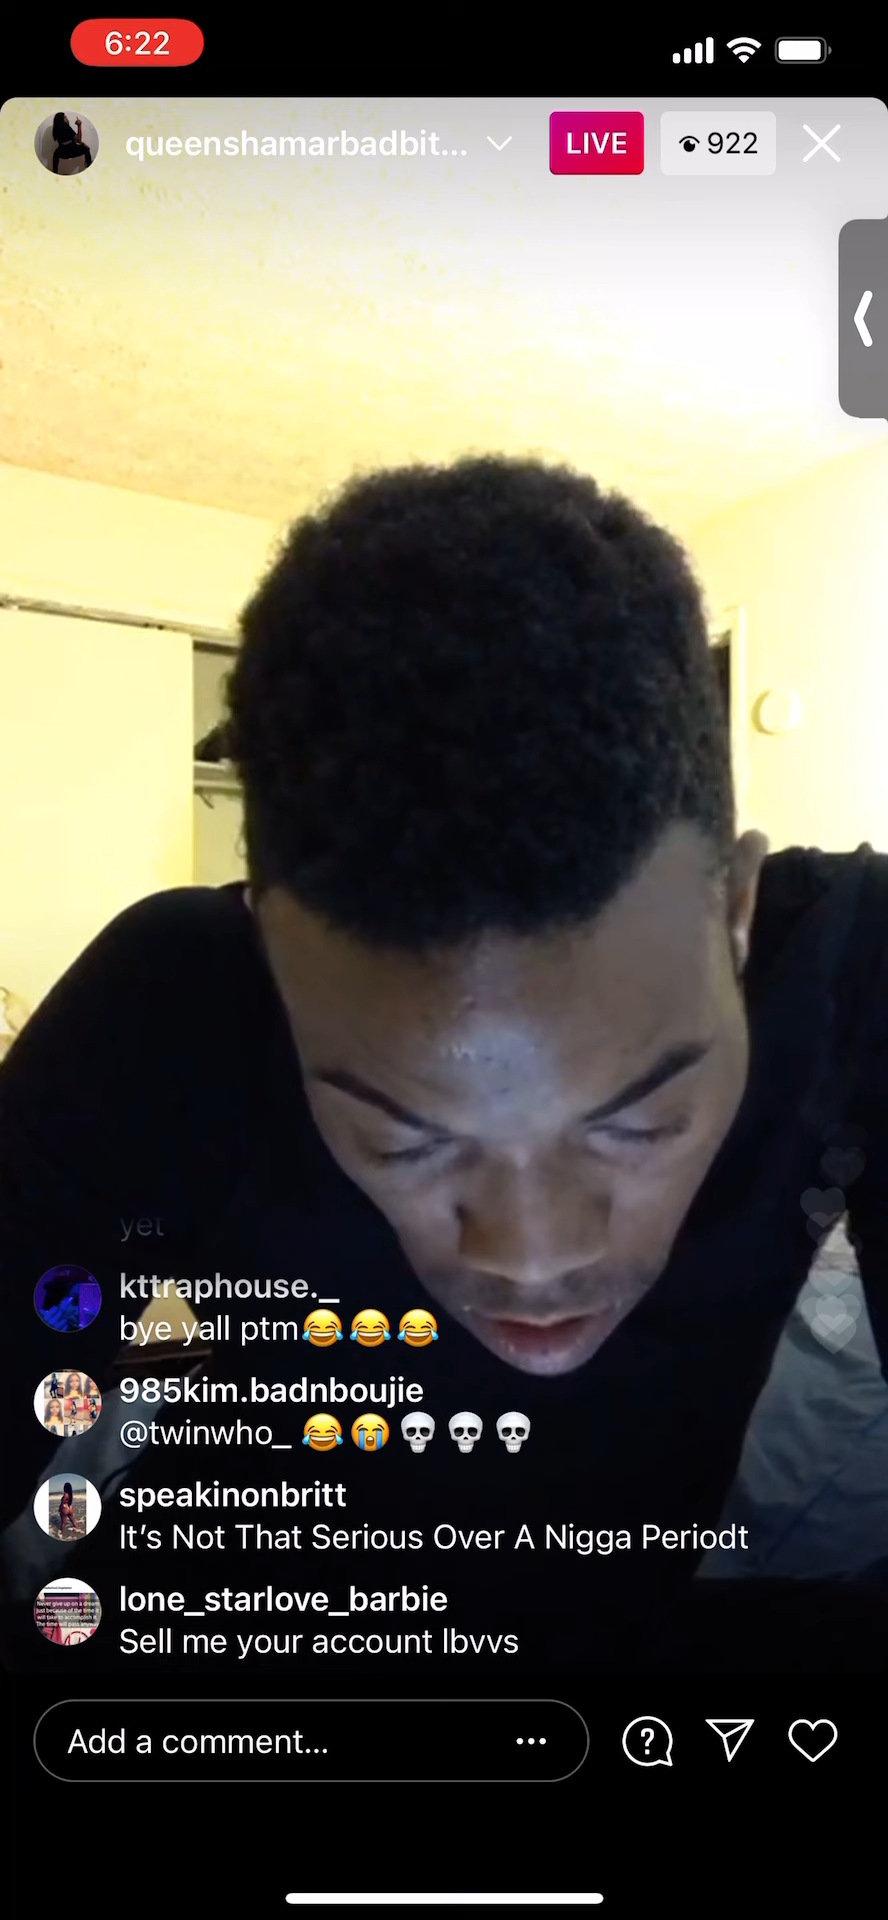 6:22
queenshamarbadbit...
LIVE
922
yet
kttraphouse._
bye yall ptm😂😂😂
985kim.badnboujie
@twinwho_ 😂😭💀💀💀
speakinonbritt
It's Not That Serious Over A Nigga Periodt
lone_starlove_barbie
Sell me your account lbvvs
Add a comment...